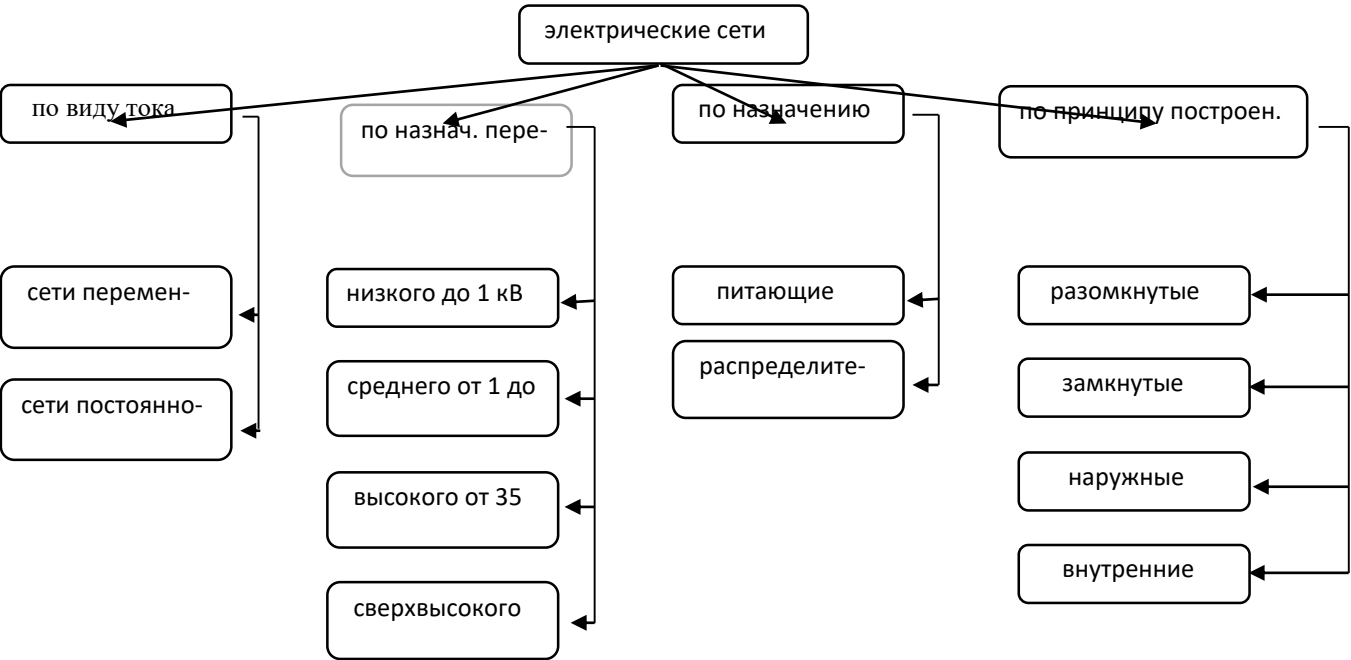 электрические сети
по виду тока
по назнач. пере-
по назначению
по принципу построен.
сети перемен-
сети постоянно-
низкого до 1 кВ
среднего от 1 до
высокого от 35
сверхвысокого
питающие
распределите-
разомкнутые
замкнутые
наружные
внутренние